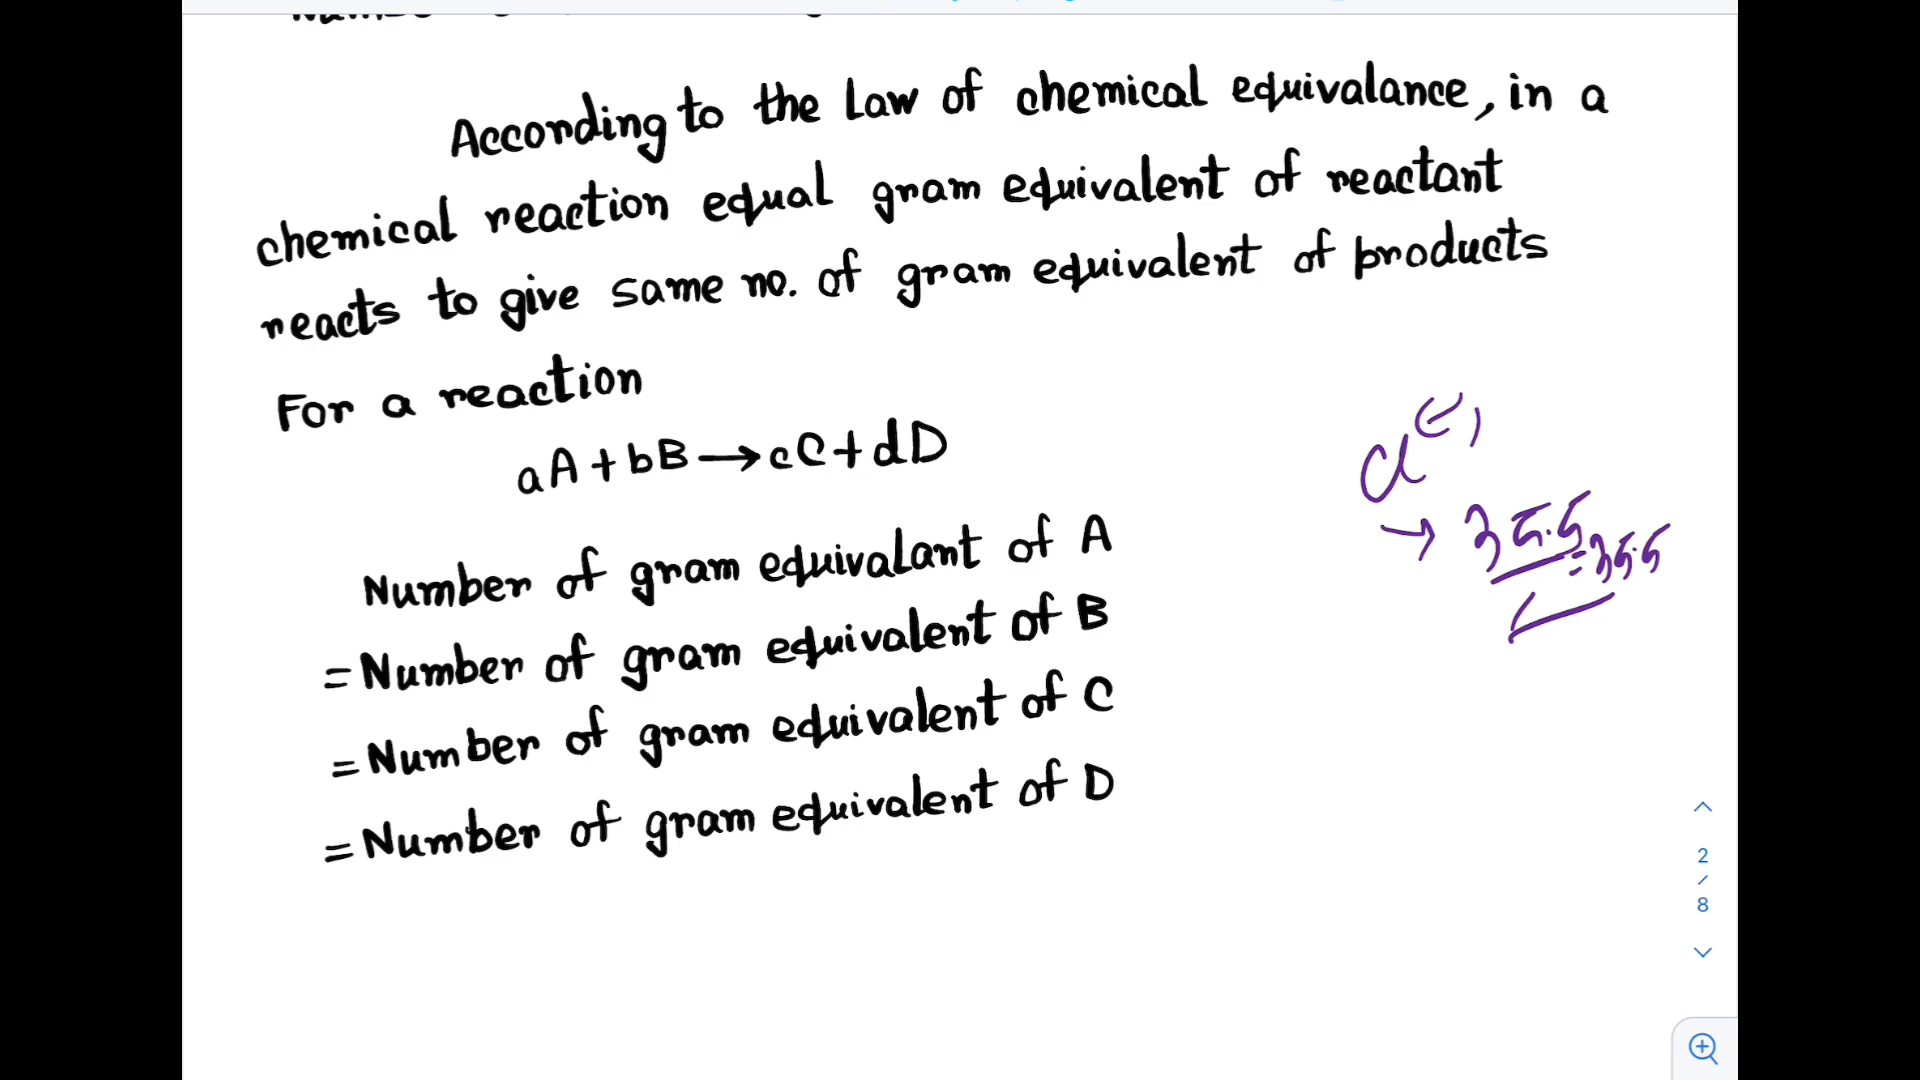 According to the Law of chemical equivalance, in a
chemical reaction equal gram equivalent of reactant
reacts to give same no. of gram equivalent of products
For a reaction
aA + bB → cC + dD
Number of gram equivalant of A
= Number of gram equivalent of B
= Number of gram equivalent of C
= Number of gram equivalent of D
Cl(-)
→ 35.5 = 35.5
2
/
8